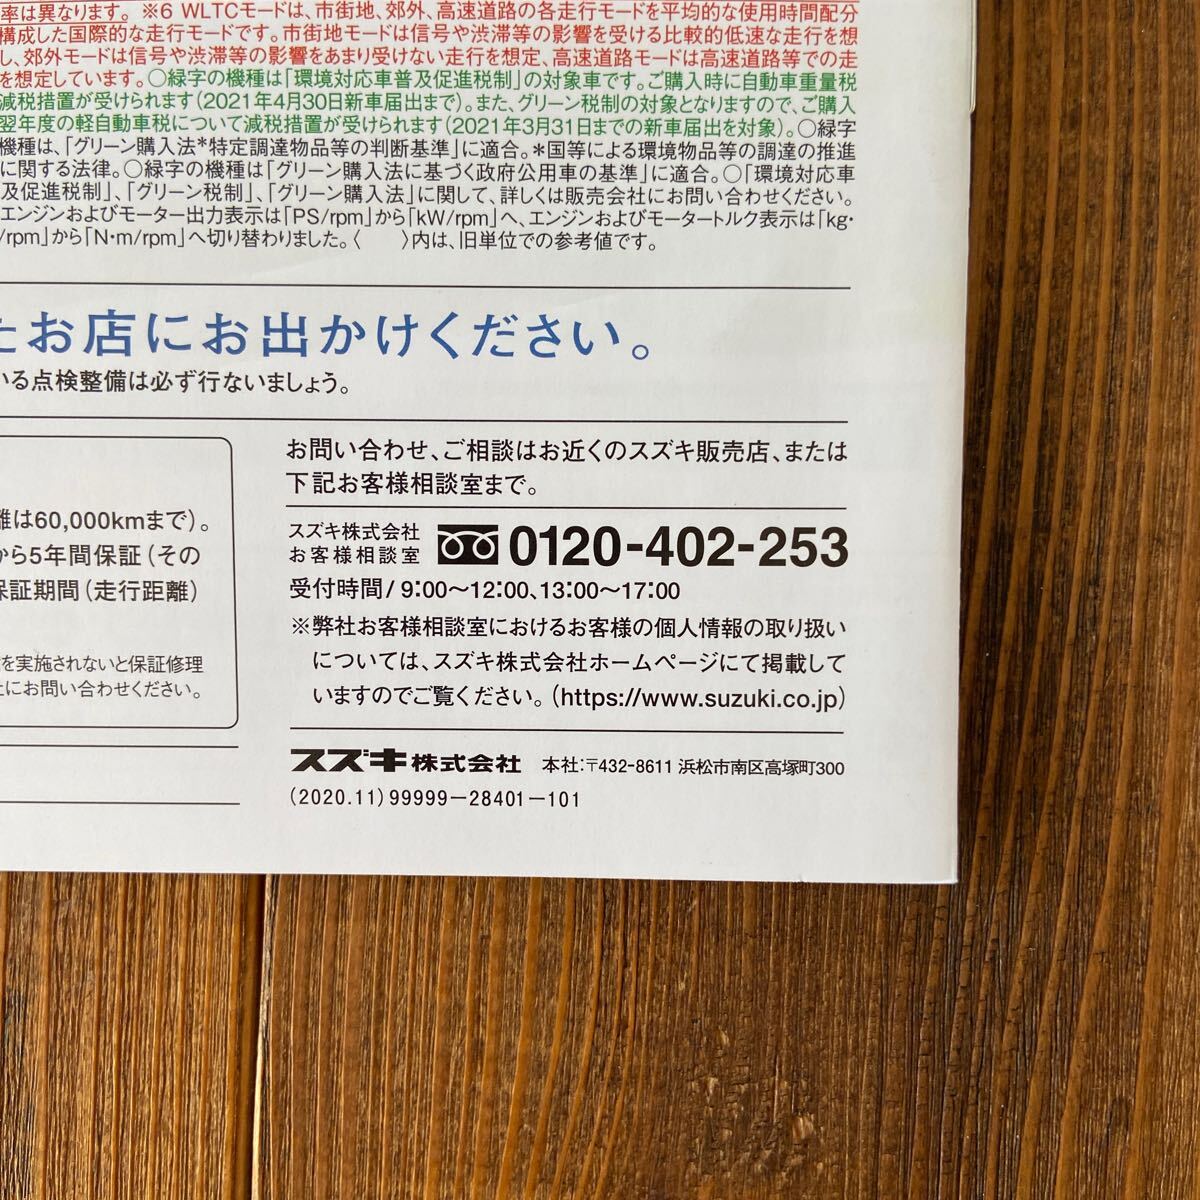 率は異なります。 ※6 WLTCモードは、市街地、郊外、高速道路の各走行モードを平均的な使用時間配分
構成した国際的な走行モードです。市街地モードは信号や渋滞等の影響を受ける比較的低速な走行を想
し、郊外モードは信号や渋滞等の影響をあまり受けない走行を想定、高速道路モードは高速道路等での走
を想定しています。○緑字の機種は「環境対応車普及促進税制」の対象車です。ご購入時に自動車重量税
減税措置が受けられます(2021年4月30日新車届出まで)。また、グリーン税制の対象となりますので、ご購入
翌年度の軽自動車税について減税措置が受けられます(2021年3月31日までの新車届出を対象)。○緑字
機種は、「グリーン購入法*特定調達物品等の判断基準」に適合。*国等による環境物品等の調達の推進
に関する法律。○緑字の機種は「グリーン購入法に基づく政府公用車の基準」に適合。○「環境対応車
及促進税制」、「グリーン税制」、「グリーン購入法」に関して、詳しくは販売会社にお問い合わせください。
エンジンおよびモーター出力表示は「PS/rpm」から「kW/rpm」へ、エンジンおよびモータートルク表示は「kg・
/rpm」から「N・m/rpm」へ切り替わりました。〈　　〉内は、旧単位での参考値です。
たお店にお出かけください。
いる点検整備は必ず行ないましょう。
離は60,000kmまで)。
から5年間保証(その
保証期間(走行距離)
を実施されないと保証修理
にお問い合わせください。
お問い合わせ、ご相談はお近くのスズキ販売店、または
下記お客様相談室まで。
スズキ株式会社
お客様相談室 0120-402-253
受付時間/9:00〜12:00、13:00〜17:00
※弊社お客様相談室におけるお客様の個人情報の取り扱い
については、スズキ株式会社ホームページにて掲載して
いますのでご覧ください。(https://www.suzuki.co.jp)
スズキ株式会社 本社:〒432-8611 浜松市南区高塚町300
(2020.11)99999−28401−101